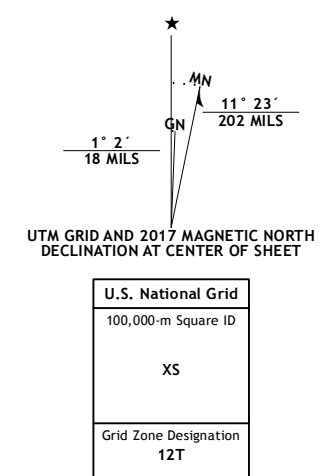 MN
GN
11° 23´
202 MILS
1° 2´
18 MILS
UTM GRID AND 2017 MAGNETIC NORTH
DECLINATION AT CENTER OF SHEET
U.S. National Grid
100,000-m Square ID
XS
Grid Zone Designation
12T